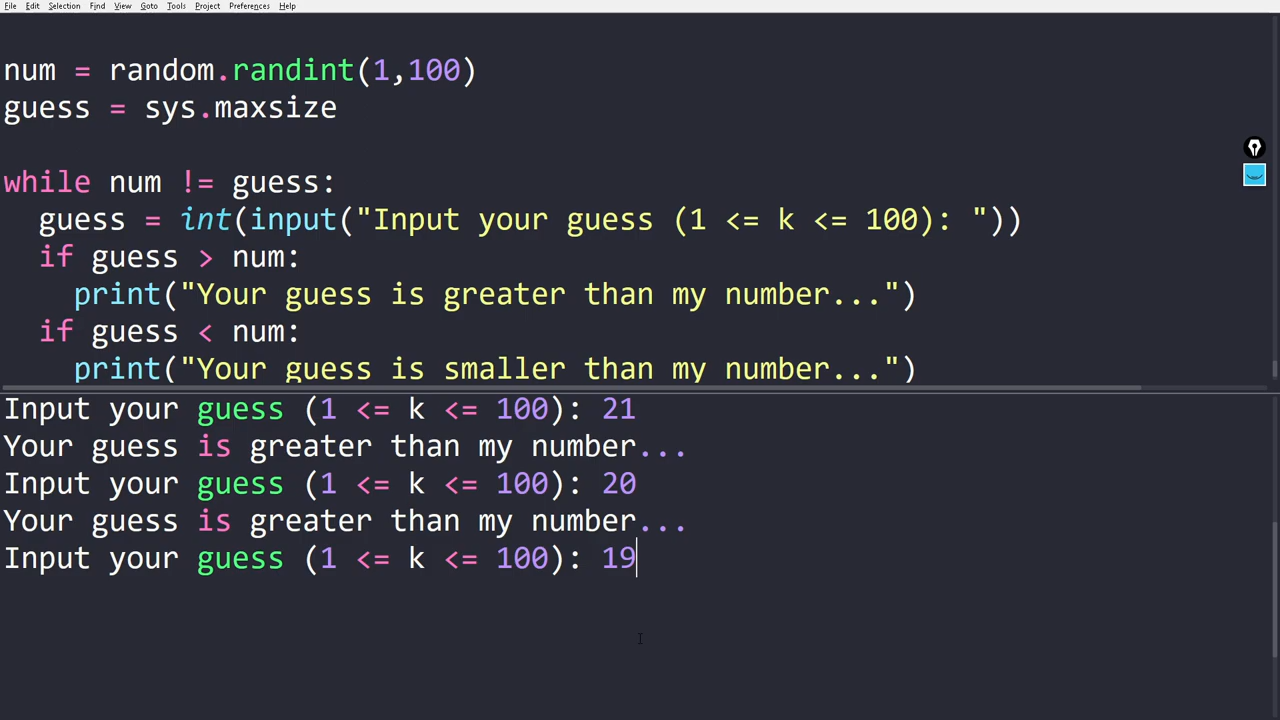 File Edit Selection Find View Goto Tools Project Preferences Help
num = random.randint(1,100)
guess = sys.maxsize
while num != guess:
  guess = int(input("Input your guess (1 <= k <= 100): "))
  if guess > num:
    print("Your guess is greater than my number...")
  if guess < num:
    print("Your guess is smaller than my number...")
Input your guess (1 <= k <= 100): 21
Your guess is greater than my number...
Input your guess (1 <= k <= 100): 20
Your guess is greater than my number...
Input your guess (1 <= k <= 100): 19